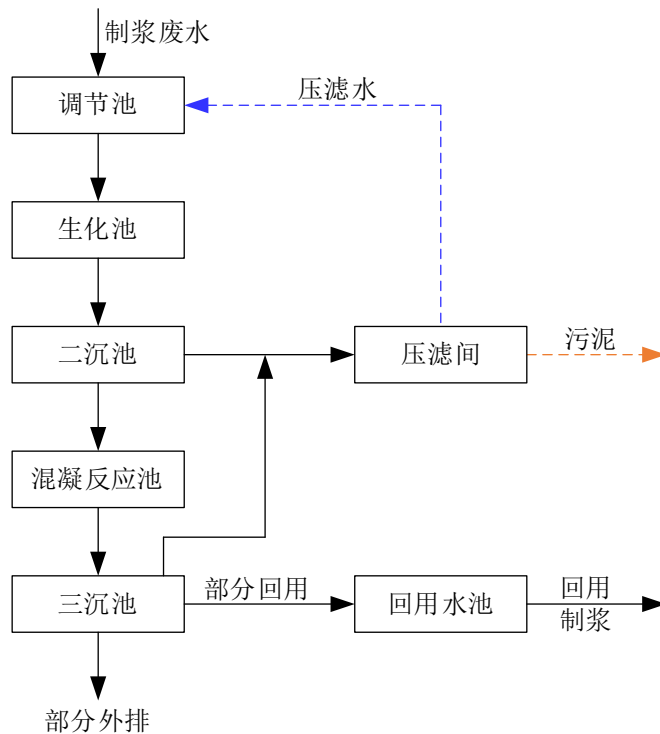 制浆废水
压滤水
调节池
生化池
二沉池
压滤间
污泥
混凝反应池
三沉池
部分回用
回用水池
回用
制浆
部分外排